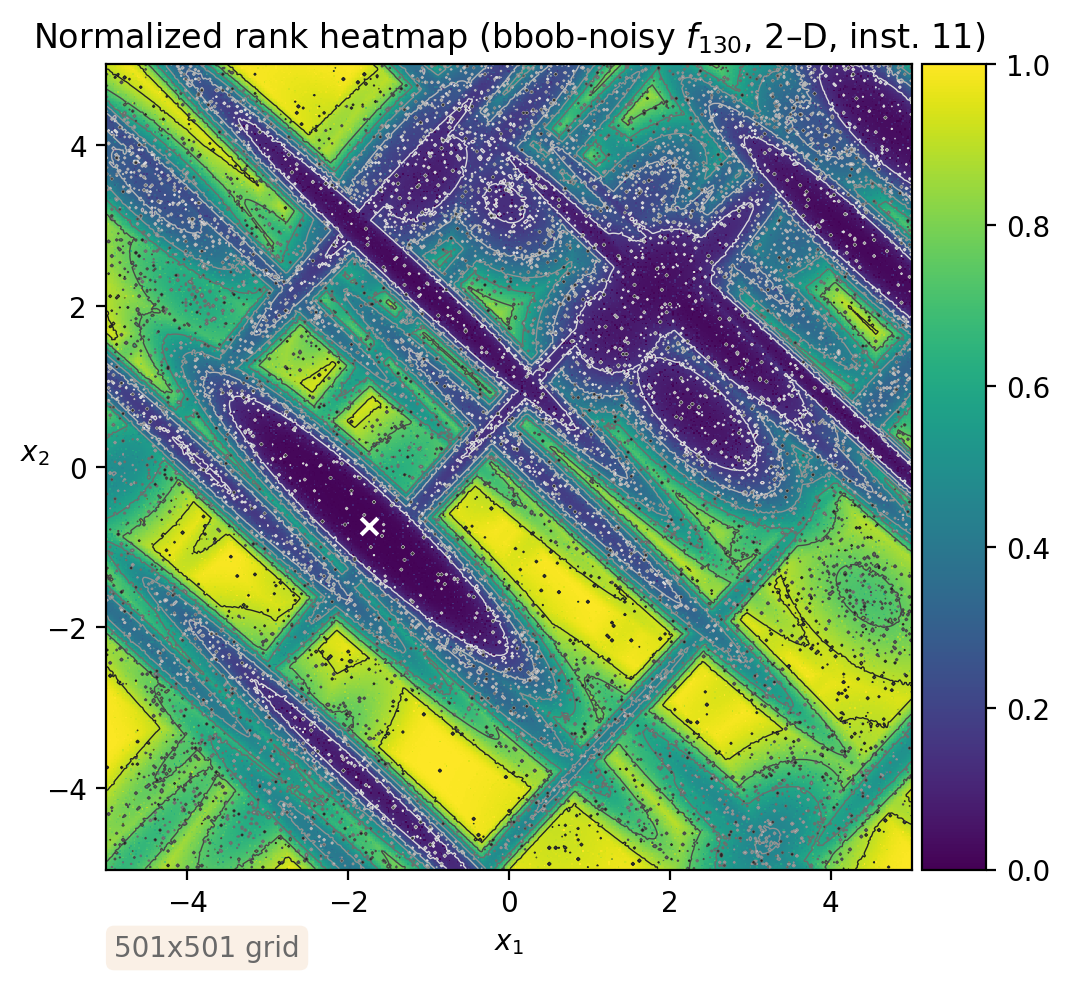 Normalized rank heatmap (bbob-noisy f₁₃₀, 2–D, inst. 11)
1.0
0.8
0.6
0.4
0.2
0.0
4
2
0
−2
−4
x₂
−4 −2 0 2 4
x₁
501x501 grid